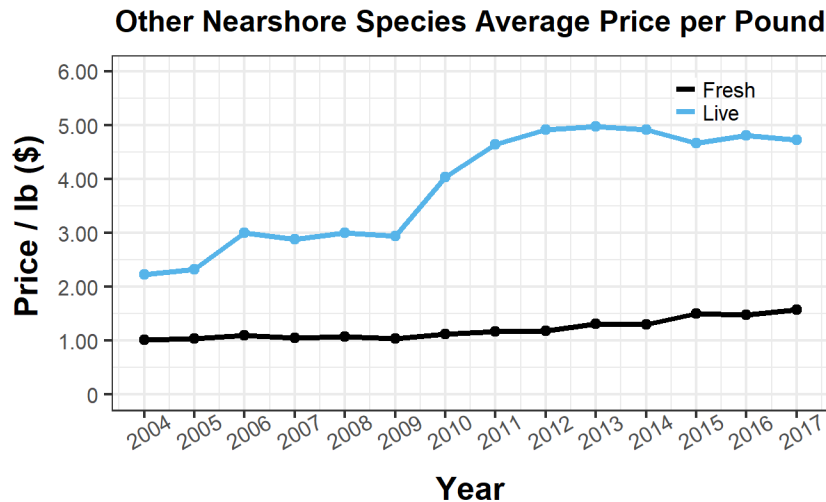 Other Nearshore Species Average Price per Pound
Fresh
Live
Price / lb ($)
6.00
5.00
4.00
3.00
2.00
1.00
0
2004 2005 2006 2007 2008 2009 2010 2011 2012 2013 2014 2015 2016 2017
Year